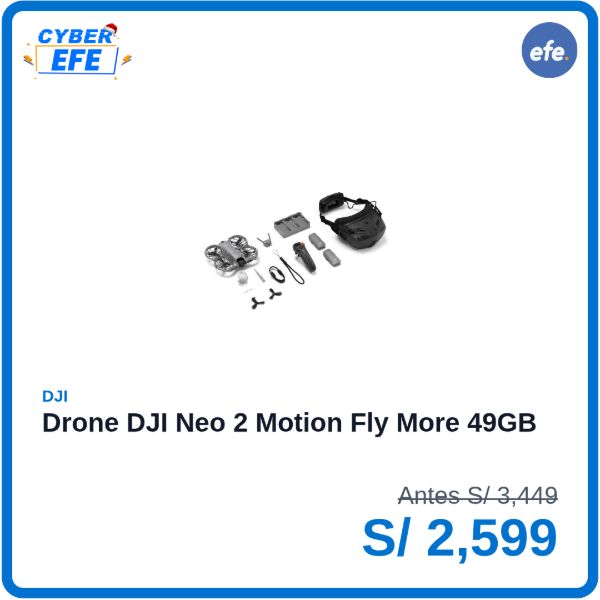 CYBER
EFE
efe.
DJI
Drone DJI Neo 2 Motion Fly More 49GB
Antes S/ 3,449
S/ 2,599